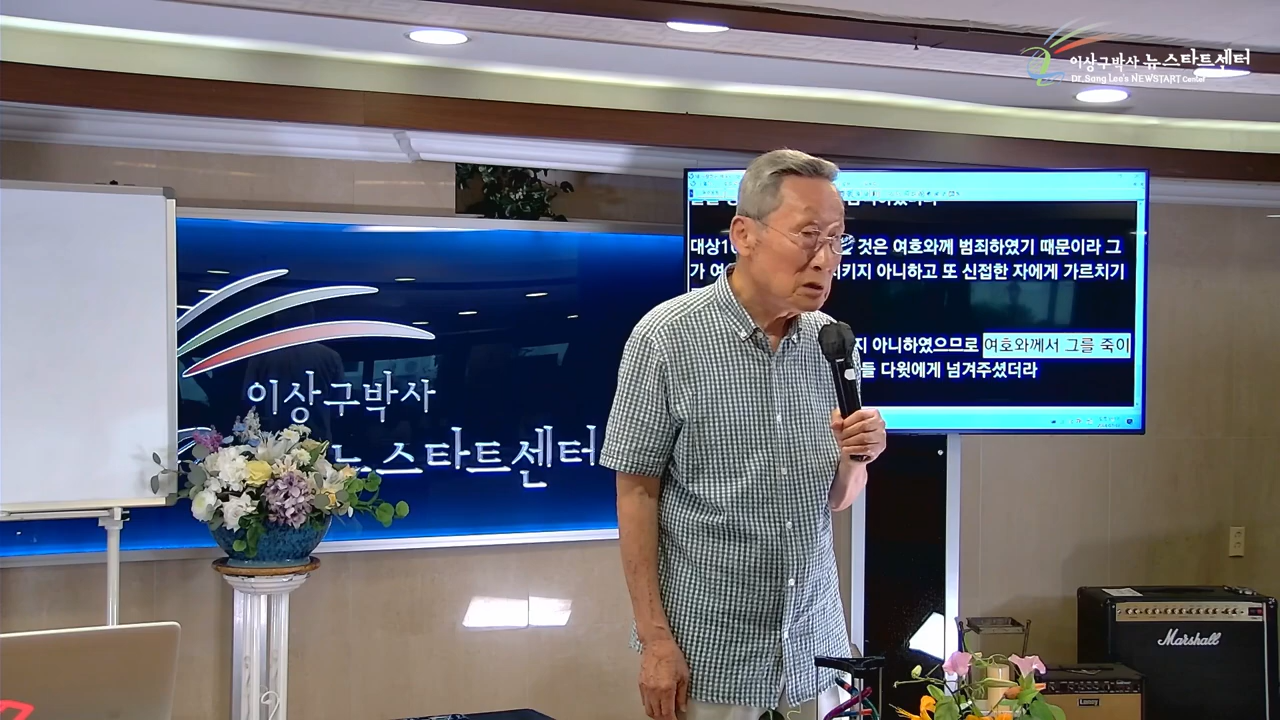 이상구박사 뉴스타트센터
Dr. Sang Lee's NEWSTART Center
대상10 것은 여호와께 범죄하였기 때문이라 그
가 여 키지 아니하고 또 신접한 자에게 가르치기
지 아니하였으므로 여호와께서 그를 죽이
들 다윗에게 넘겨주셨더라
이상구박사
뉴스타트센터
Marshall
Laney